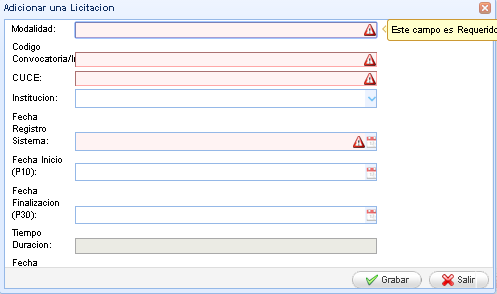 Adicionar una Licitacion
Modalidad:
Este campo es Requerido
Codigo
Convocatoria/I
CUCE:
Institucion:
Fecha
Registro
Sistema:
Fecha Inicio
(P10):
Fecha
Finalizacion
(P30):
Tiempo
Duracion:
Fecha
Grabar
Salir